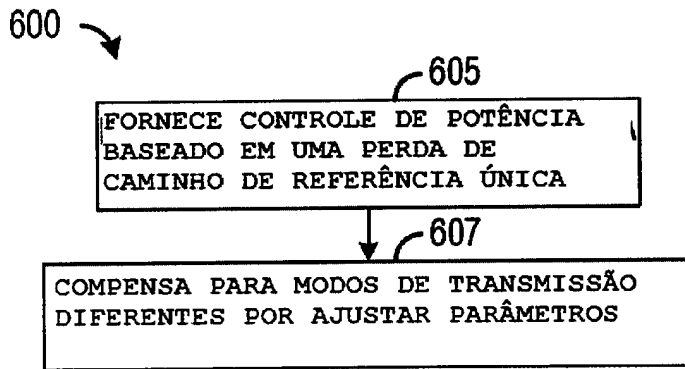 600
605
FORNECE CONTROLE DE POTÊNCIA
BASEADO EM UMA PERDA DE
CAMINHO DE REFERÊNCIA ÚNICA
607
COMPENSA PARA MODOS DE TRANSMISSÃO
DIFERENTES POR AJUSTAR PARÂMETROS